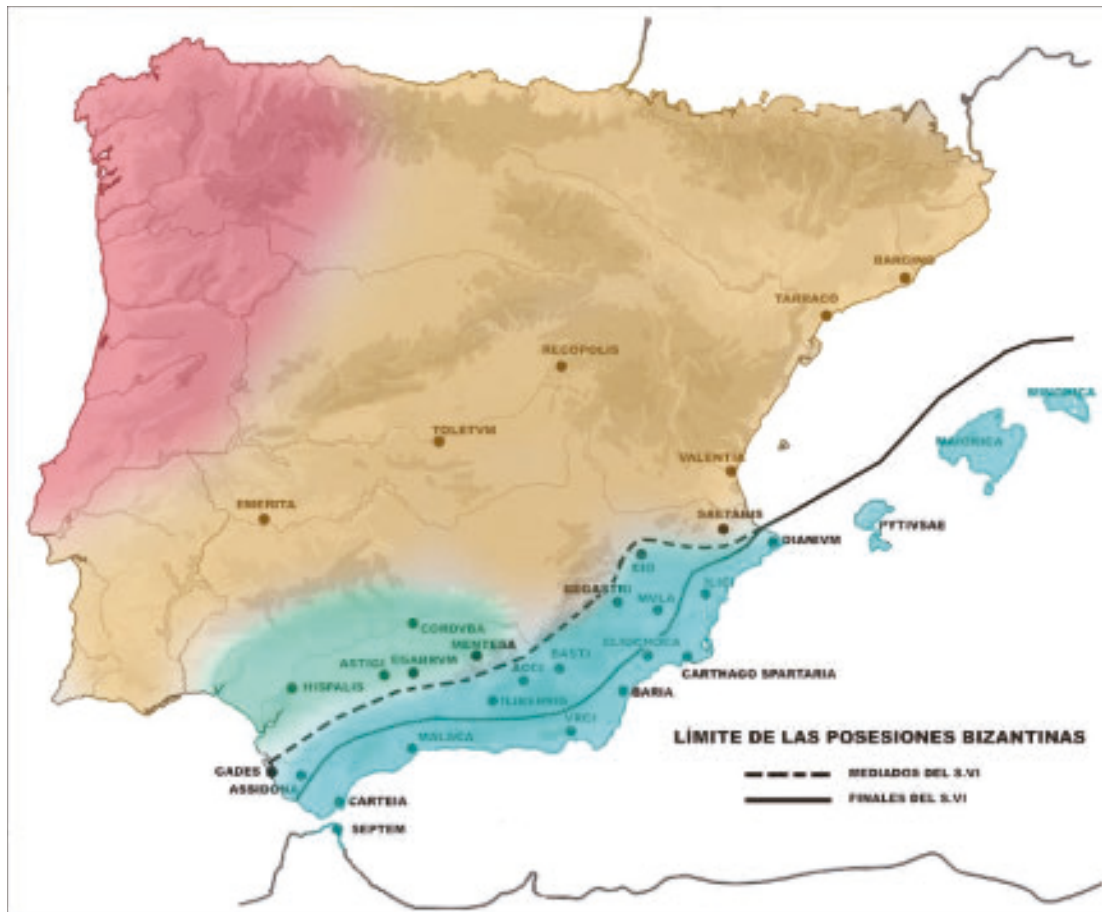 BARCINO
TARRACO
RECOPOLIS
MINORICA
MAIORICA
TOLETVM
VALENTIA
EMERITA
SAETABIS
PYTIVSAE
DIANIVM
EIO
BEGASTRI
ILICI
MVLA
CORDVBA
MENTESA
ELIOCROCA
ASTIGI
EGABRVM
BASTI
ACCI
CARTHAGO SPARTARIA
HISPALIS
ILIBERRIS
BARIA
VRCI
MALACA
LÍMITE DE LAS POSESIONES BIZANTINAS
GADES
MEDIADOS DEL S.VI
ASSIDONA
FINALES DEL S.VI
CARTEIA
SEPTEM